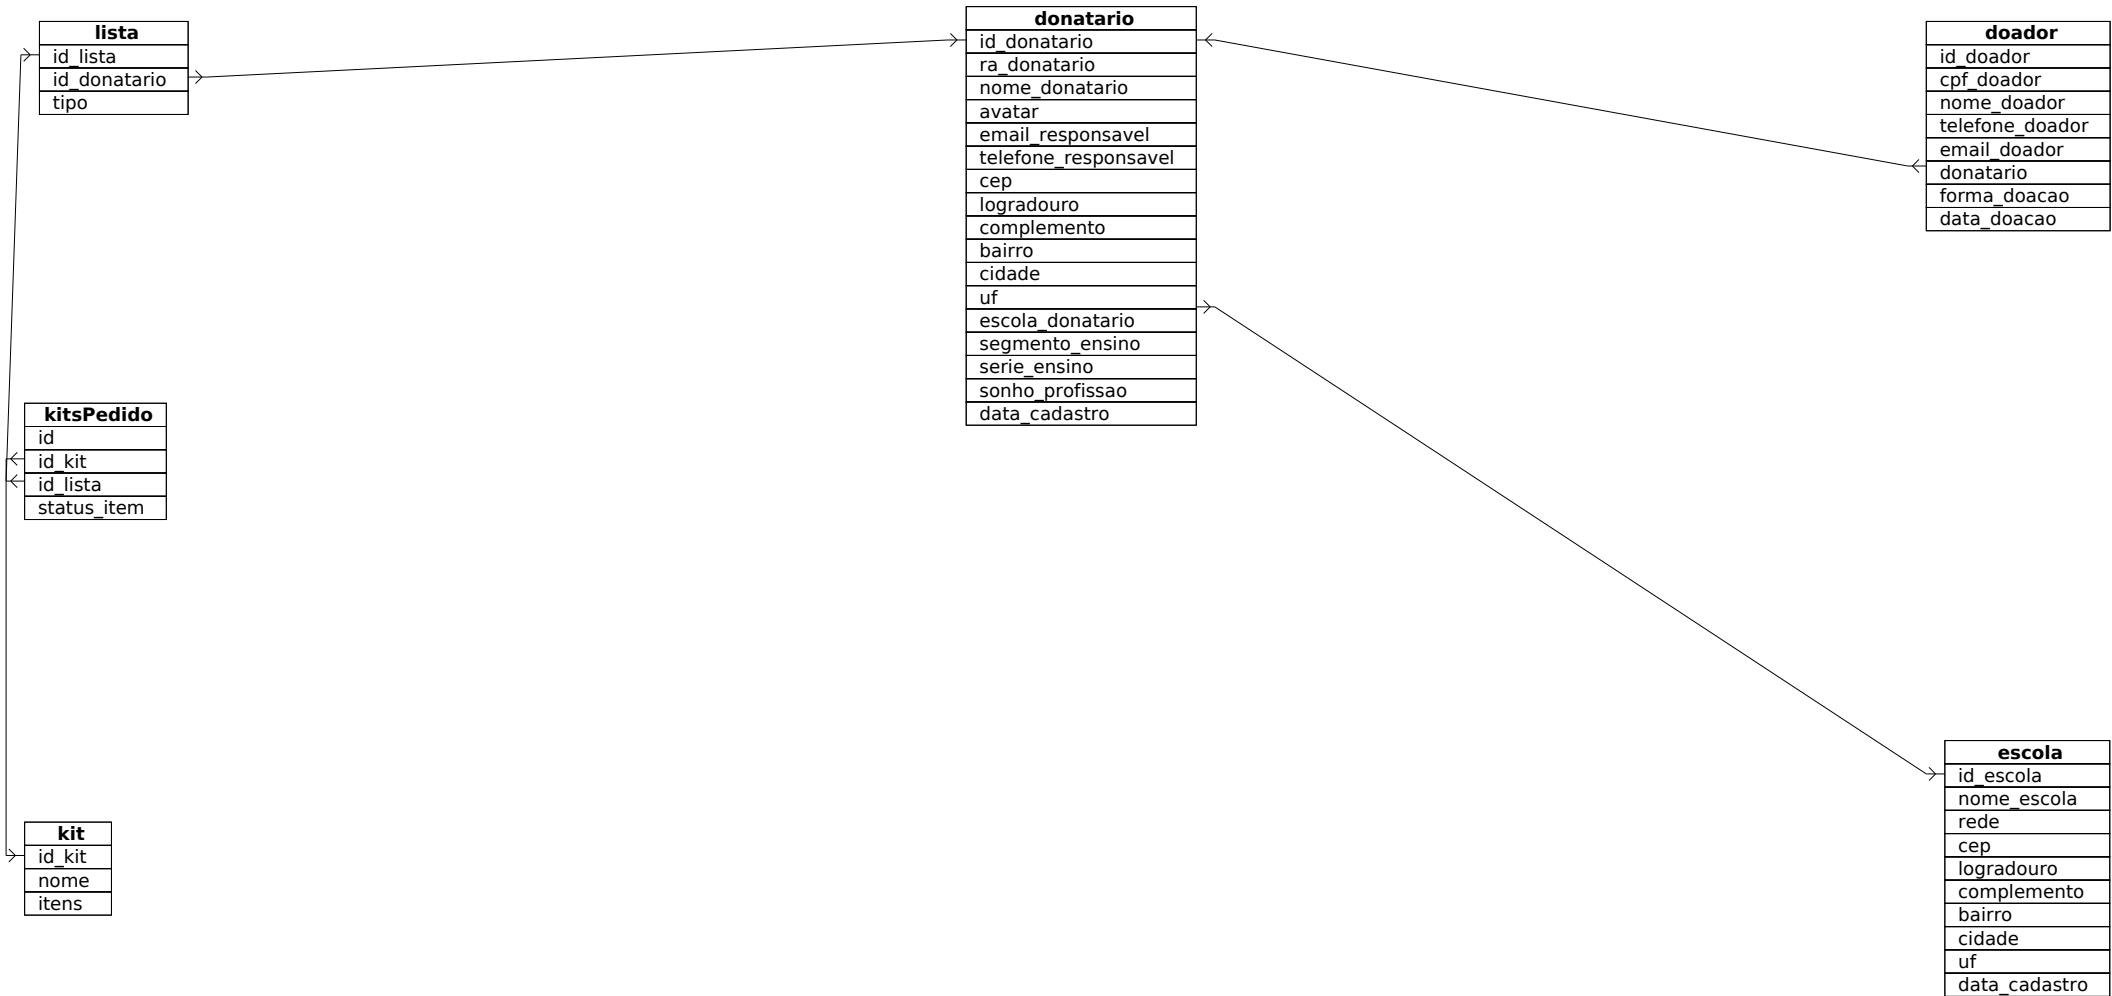 lista
id_lista
id_donatario
tipo
donatario
id_donatario
ra_donatario
nome_donatario
avatar
email_responsavel
telefone_responsavel
cep
logradouro
complemento
bairro
cidade
uf
escola_donatario
segmento_ensino
serie_ensino
sonho_profissao
data_cadastro
doador
id_doador
cpf_doador
nome_doador
telefone_doador
email_doador
donatario
forma_doacao
data_doacao
kitsPedido
id
id_kit
id_lista
status_item
kit
id_kit
nome
itens
escola
id_escola
nome_escola
rede
cep
logradouro
complemento
bairro
cidade
uf
data_cadastro